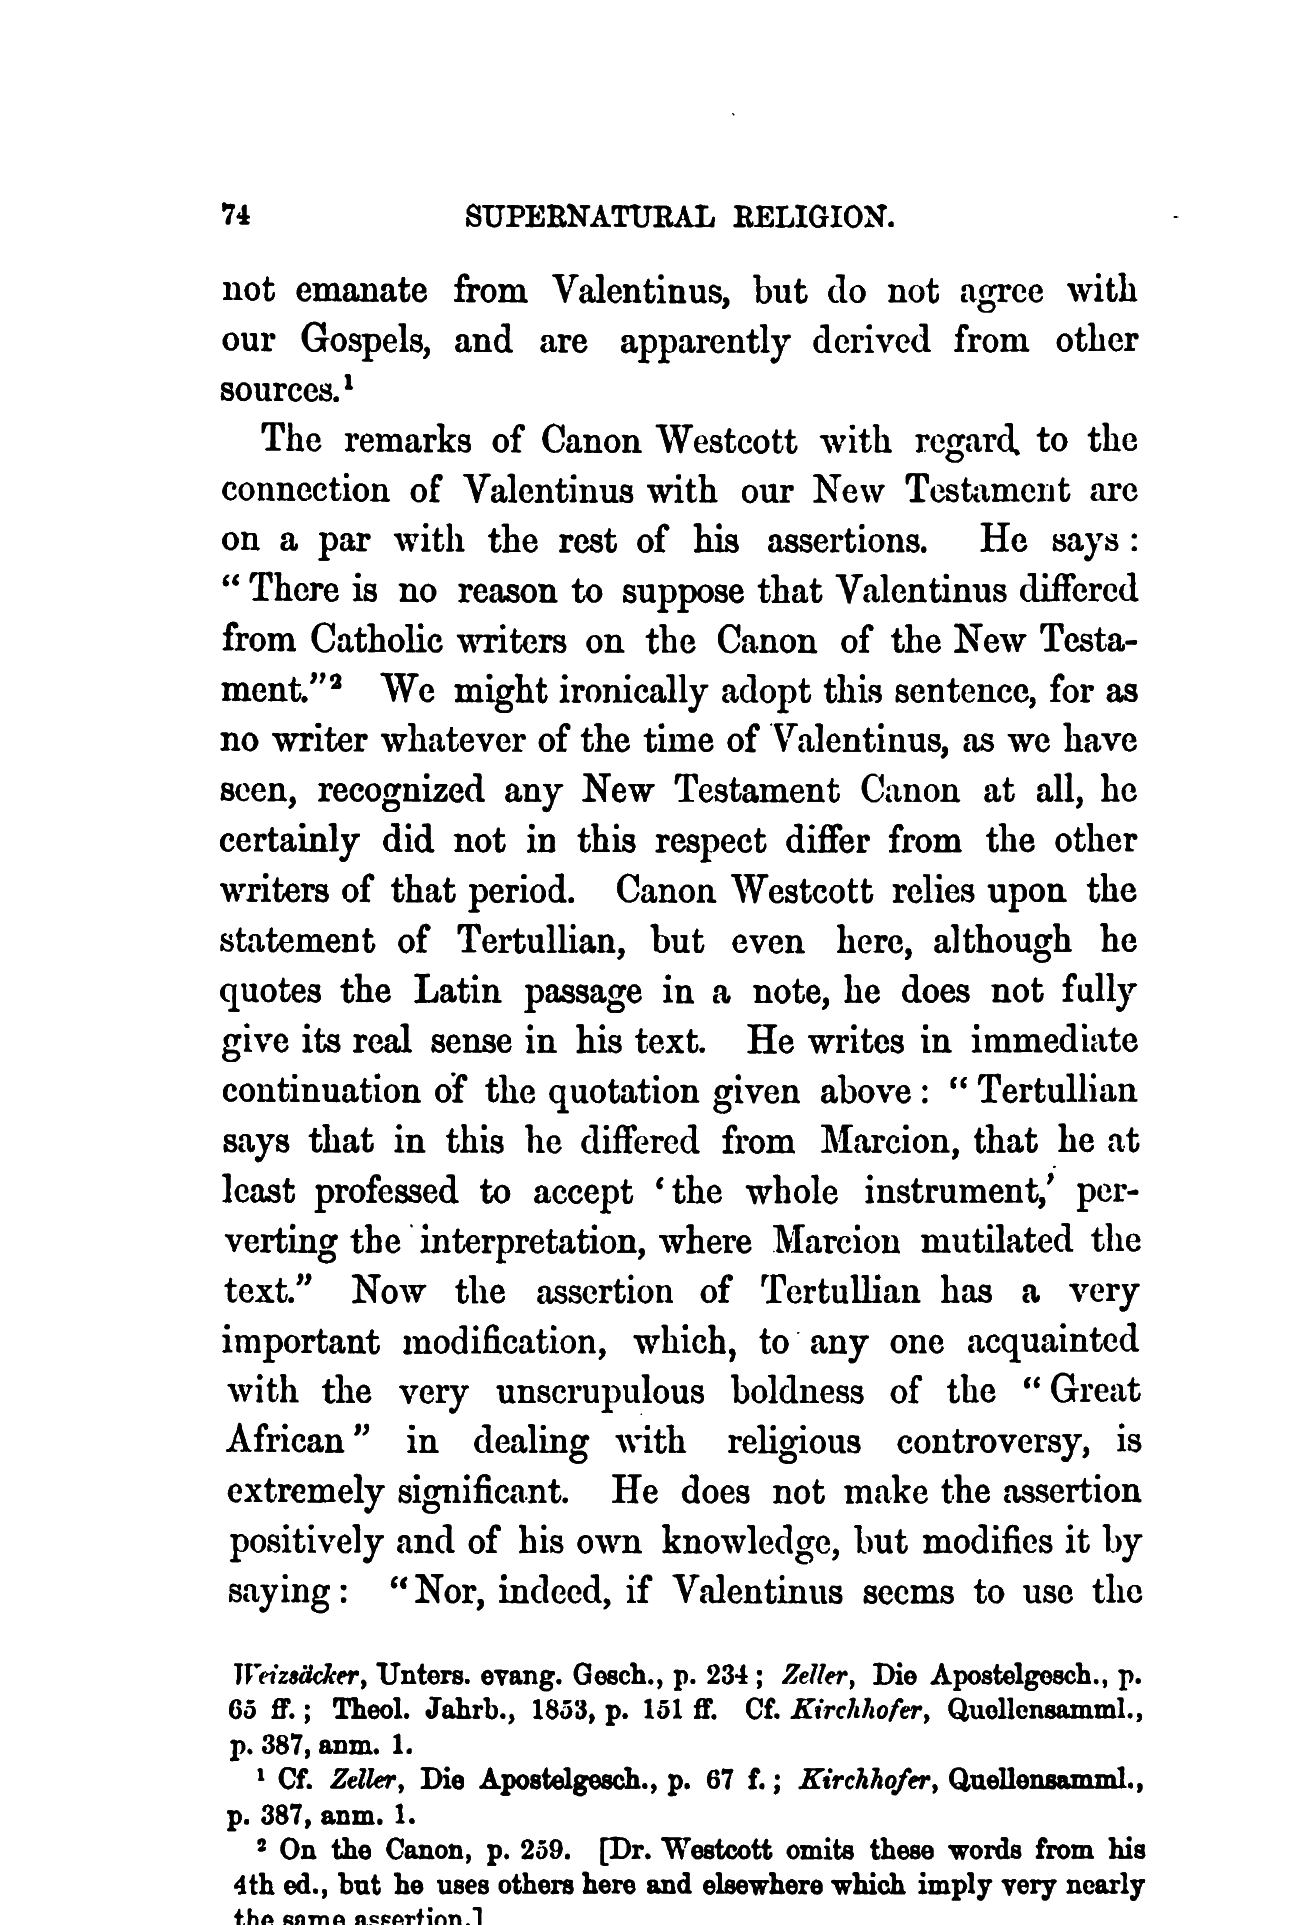 74 SUPERNATURAL RELIGION.
not emanate from Valentinus, but do not agree with
our Gospels, and are apparently derived from other
sources.¹
The remarks of Canon Westcott with regard to the
connection of Valentinus with our New Testament are
on a par with the rest of his assertions. He says:
“There is no reason to suppose that Valentinus differed
from Catholic writers on the Canon of the New Testa-
ment.”² We might ironically adopt this sentence, for as
no writer whatever of the time of Valentinus, as we have
seen, recognized any New Testament Canon at all, he
certainly did not in this respect differ from the other
writers of that period. Canon Westcott relies upon the
statement of Tertullian, but even here, although he
quotes the Latin passage in a note, he does not fully
give its real sense in his text. He writes in immediate
continuation of the quotation given above: “Tertullian
says that in this he differed from Marcion, that he at
least professed to accept ‘the whole instrument,’ per-
verting the interpretation, where Marcion mutilated the
text.” Now the assertion of Tertullian has a very
important modification, which, to any one acquainted
with the very unscrupulous boldness of the “Great
African” in dealing with religious controversy, is
extremely significant. He does not make the assertion
positively and of his own knowledge, but modifies it by
saying: “Nor, indeed, if Valentinus seems to use the
Weizsäcker, Unters. evang. Gesch., p. 234; Zeller, Die Apostelgesch., p.
65 ff.; Theol. Jahrb., 1853, p. 151 ff. Cf. Kirchhofer, Quellensamml.,
p. 387, anm. 1.
¹ Cf. Zeller, Die Apostelgesch., p. 67 f.; Kirchhofer, Quellensamml.,
p. 387, anm. 1.
² On the Canon, p. 259. [Dr. Westcott omits these words from his
4th ed., but he uses others here and elsewhere which imply very nearly
the same assertion.]